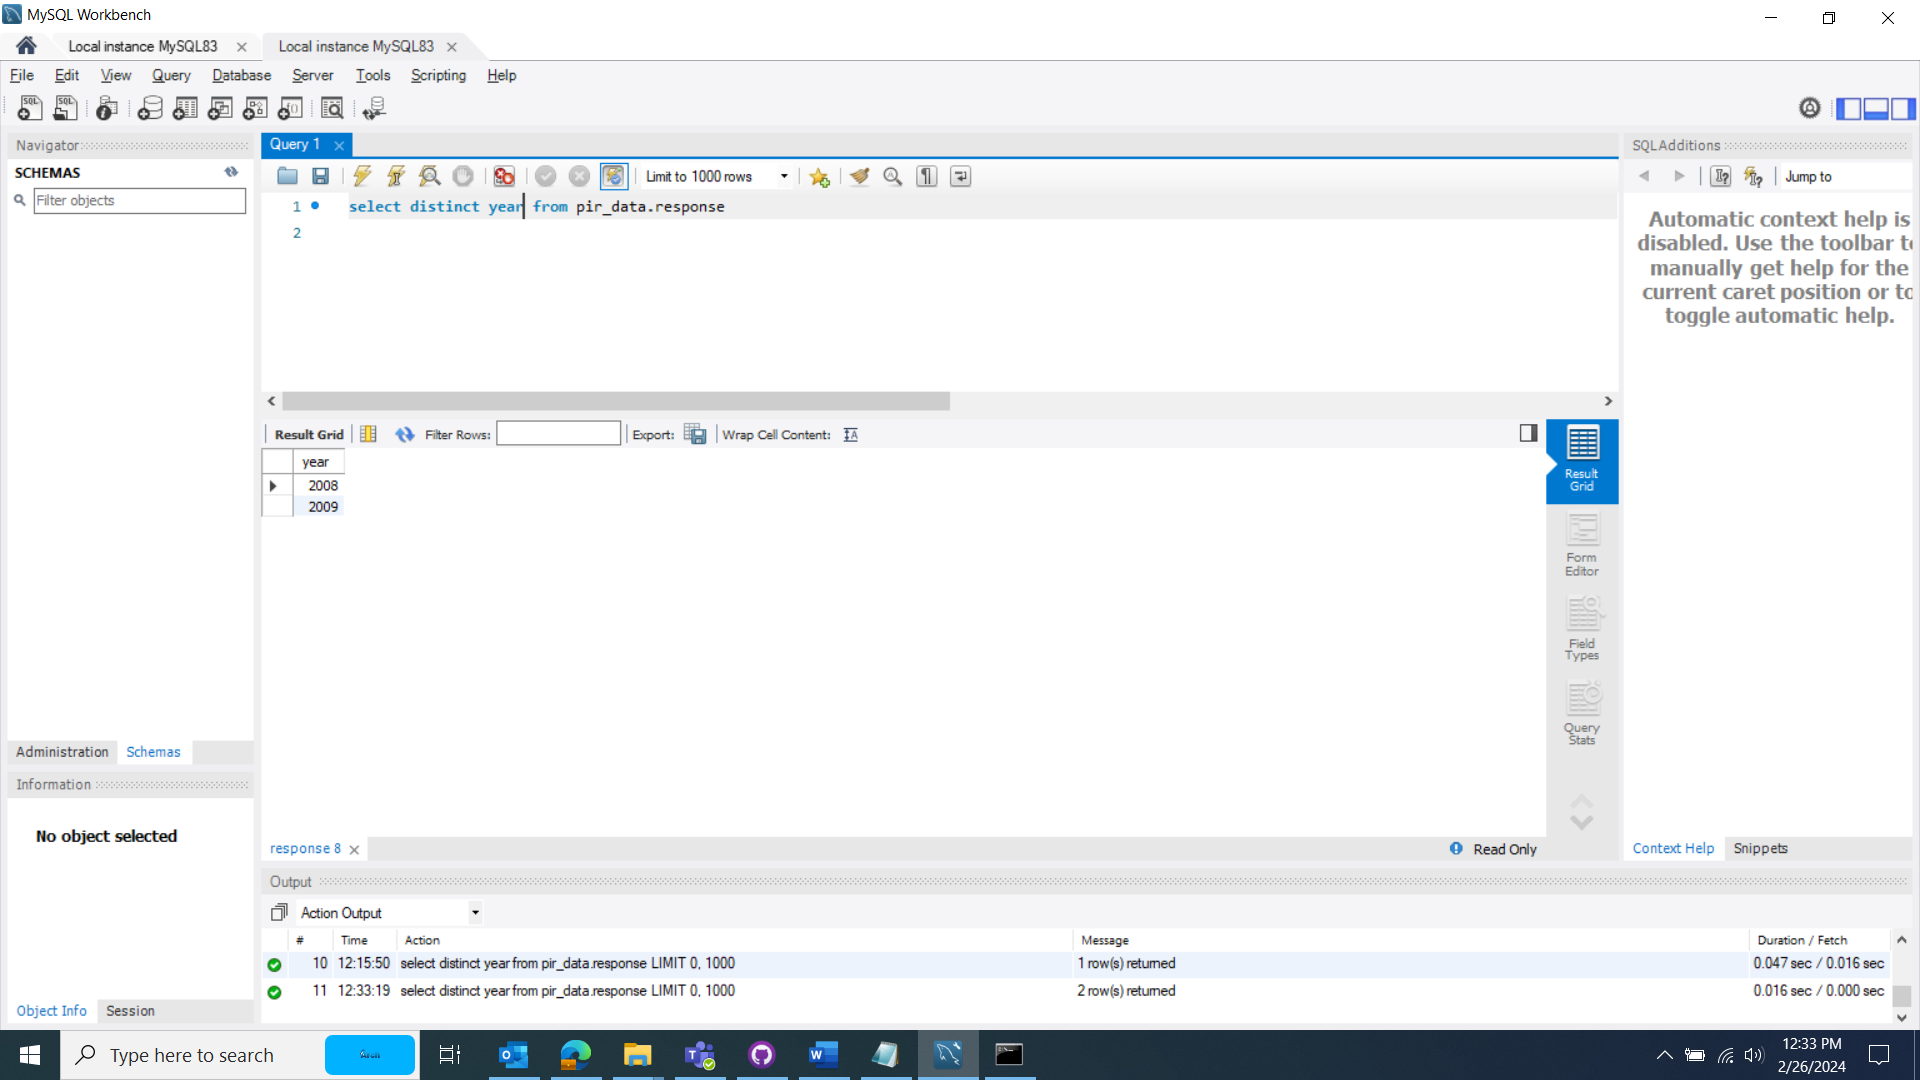 MySQL Workbench
Local instance MySQL83
Local instance MySQL83
File Edit View Query Database Server Tools Scripting Help
Navigator
SCHEMAS
Filter objects
Administration Schemas
Information
No object selected
Object Info Session
Query 1
Limit to 1000 rows
1 select distinct year from pir_data.response
2
Result Grid Filter Rows: Export: Wrap Cell Content:
year
2008
2009
Result
Grid
Form
Editor
Field
Types
Query
Stats
response 8
Read Only
SQLAdditions
Jump to
Automatic context help is
disabled. Use the toolbar
manually get help for the
current caret position or to
toggle automatic help.
Context Help Snippets
Output
Action Output
# Time Action Message Duration / Fetch
10 12:15:50 select distinct year from pir_data.response LIMIT 0, 1000 1 row(s) returned 0.047 sec / 0.016 sec
11 12:33:19 select distinct year from pir_data.response LIMIT 0, 1000 2 row(s) returned 0.016 sec / 0.000 sec
Type here to search
12:33 PM
2/26/2024